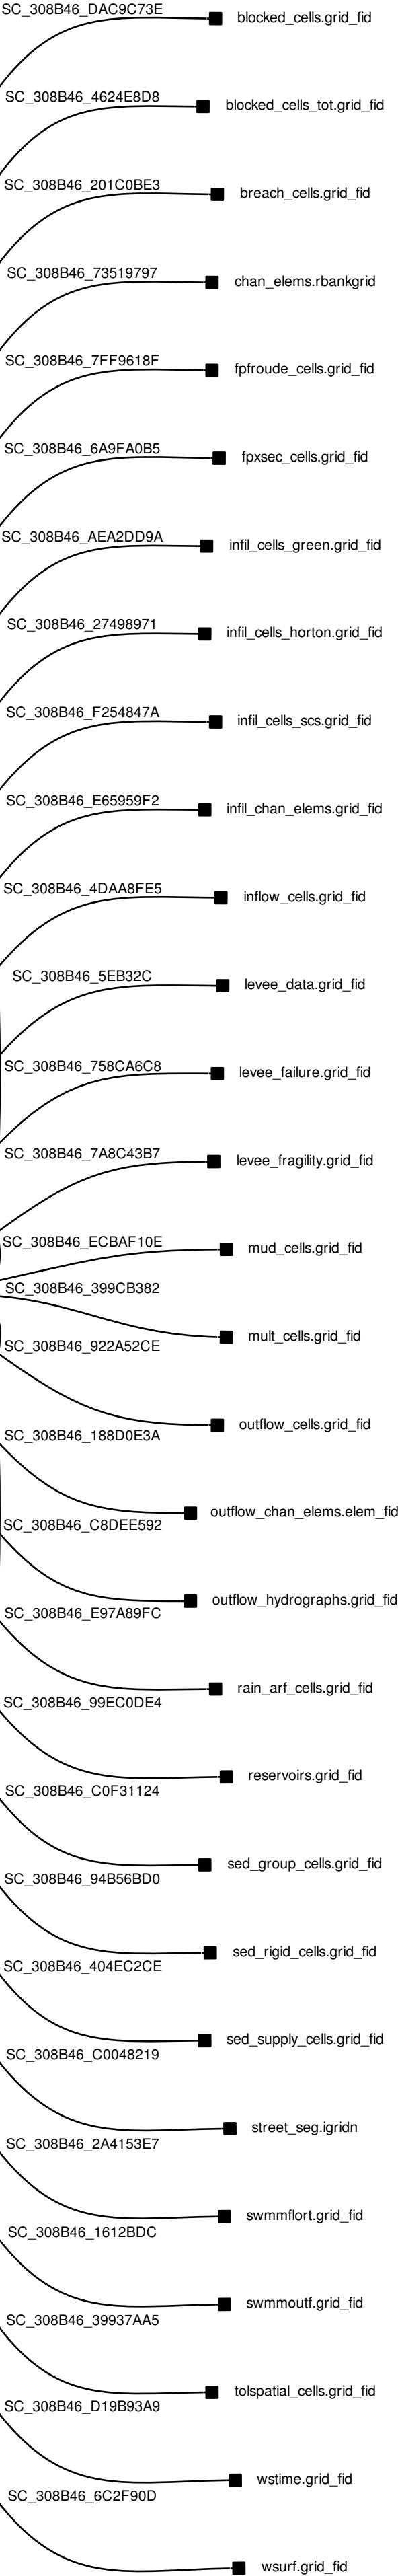 SC_308B46_DAC9C73E
blocked_cells.grid_fid
SC_308B46_4624E8D8
blocked_cells_tot.grid_fid
SC_308B46_201C0BE3
breach_cells.grid_fid
SC_308B46_73519797
chan_elems.rbankgrid
SC_308B46_7FF9618F
fpfroude_cells.grid_fid
SC_308B46_6A9FA0B5
fpxsec_cells.grid_fid
SC_308B46_AEA2DD9A
infil_cells_green.grid_fid
SC_308B46_27498971
infil_cells_horton.grid_fid
SC_308B46_F254847A
infil_cells_scs.grid_fid
SC_308B46_E65959F2
infil_chan_elems.grid_fid
SC_308B46_4DAA8FE5
inflow_cells.grid_fid
SC_308B46_5EB32C
levee_data.grid_fid
SC_308B46_758CA6C8
levee_failure.grid_fid
SC_308B46_7A8C43B7
levee_fragility.grid_fid
SC_308B46_ECBAF10E
mud_cells.grid_fid
SC_308B46_399CB382
mult_cells.grid_fid
SC_308B46_922A52CE
outflow_cells.grid_fid
SC_308B46_188D0E3A
outflow_chan_elems.elem_fid
SC_308B46_C8DEE592
outflow_hydrographs.grid_fid
SC_308B46_E97A89FC
rain_arf_cells.grid_fid
SC_308B46_99EC0DE4
reservoirs.grid_fid
SC_308B46_C0F31124
sed_group_cells.grid_fid
SC_308B46_94B56BD0
sed_rigid_cells.grid_fid
SC_308B46_404EC2CE
sed_supply_cells.grid_fid
SC_308B46_C0048219
street_seg.igridn
SC_308B46_2A4153E7
swmmflort.grid_fid
SC_308B46_1612BDC
swmmoutf.grid_fid
SC_308B46_39937AA5
tolspatial_cells.grid_fid
SC_308B46_D19B93A9
wstime.grid_fid
SC_308B46_6C2F90D
wsurf.grid_fid